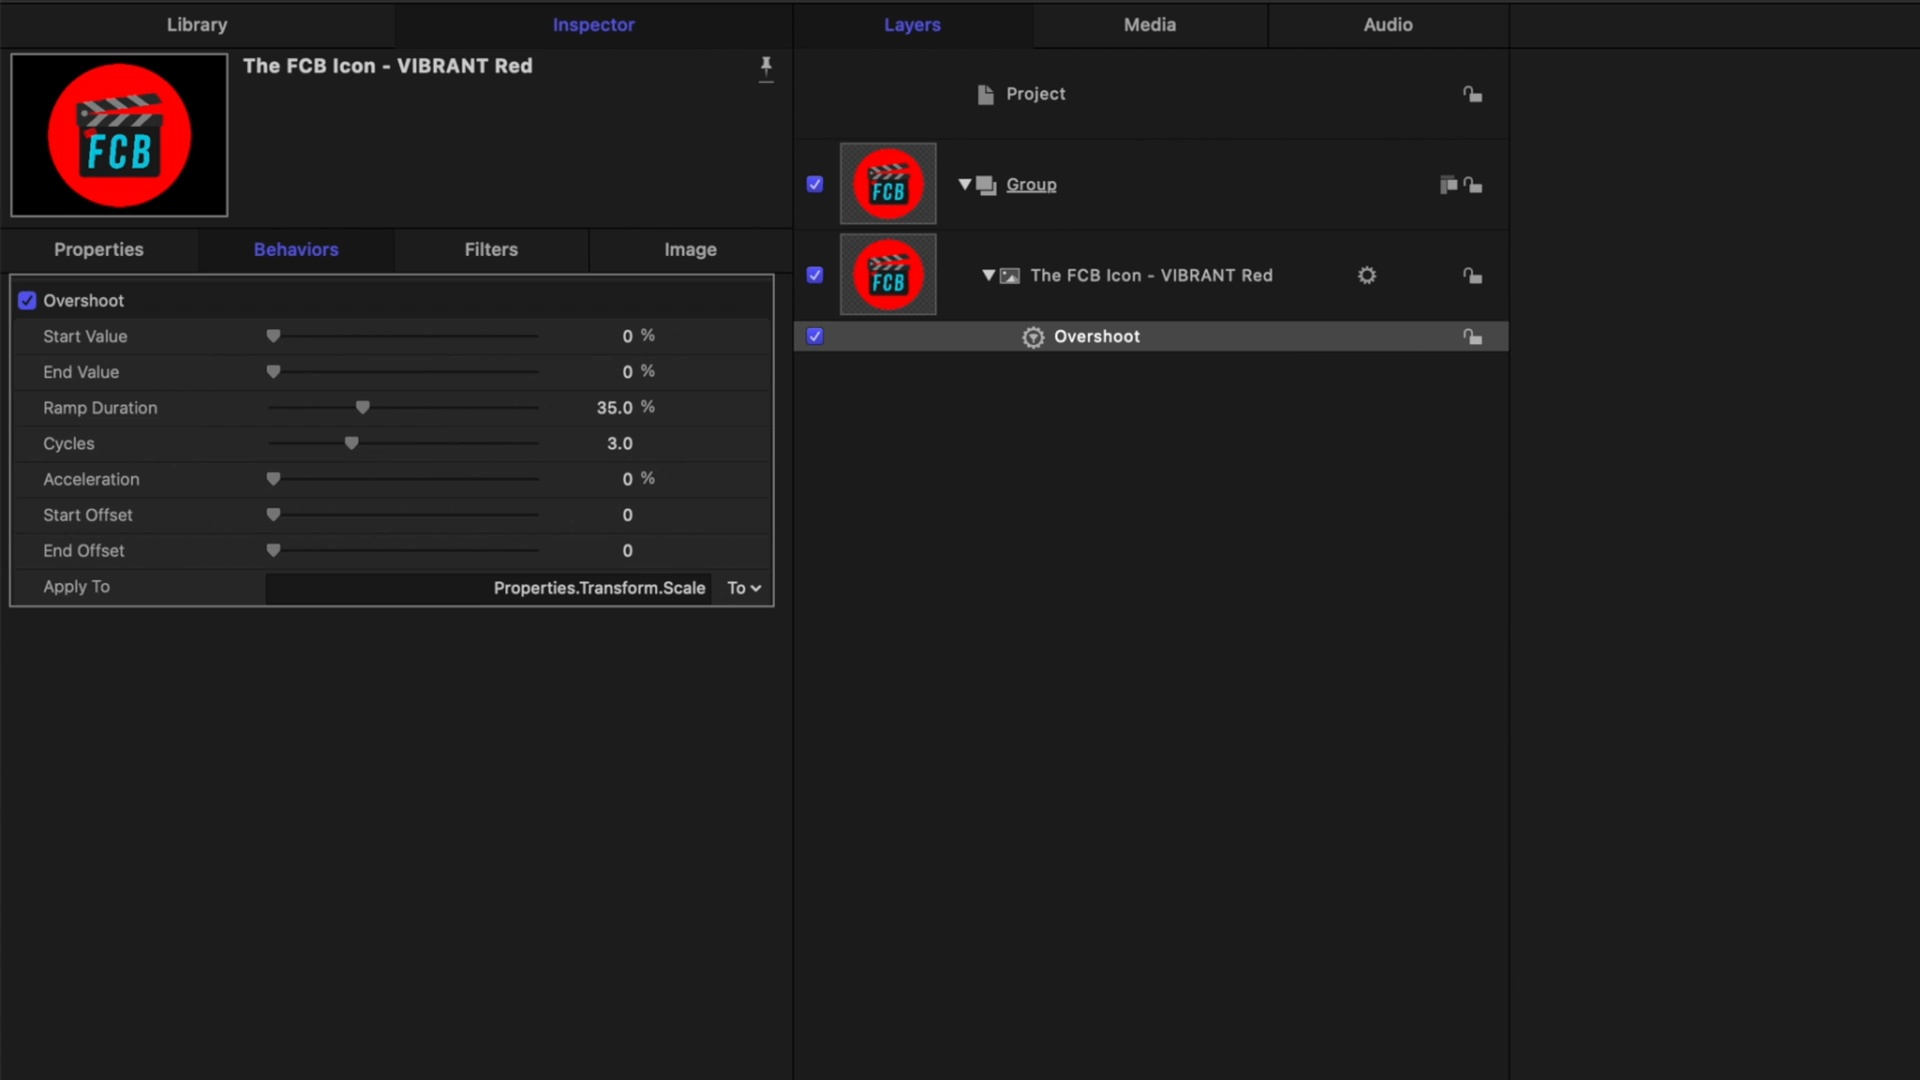 Library
Inspector
Layers
Media
Audio
The FCB Icon - VIBRANT Red
FCB
Properties
Behaviors
Filters
Image
Overshoot
Start Value 0 %
End Value 0 %
Ramp Duration 35.0 %
Cycles 3.0
Acceleration 0 %
Start Offset 0
End Offset 0
Apply To Properties.Transform.Scale To
Project
FCB
Group
FCB
The FCB Icon - VIBRANT Red
Overshoot